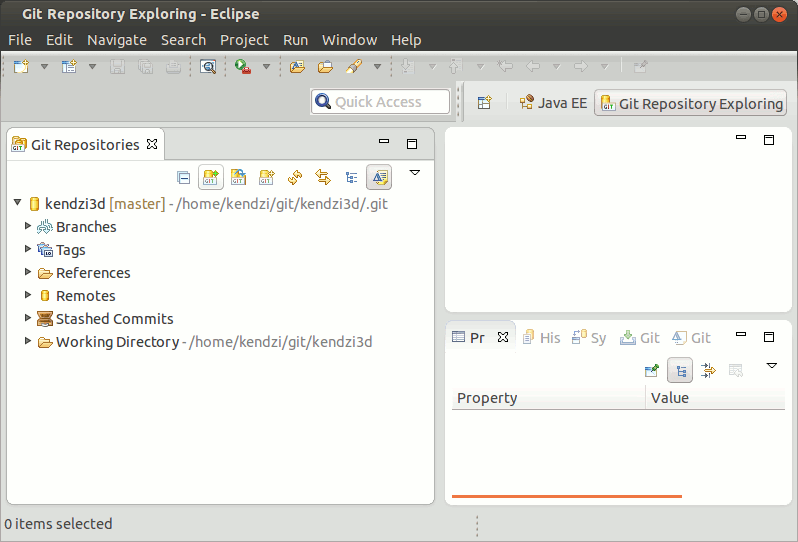 Git Repository Exploring - Eclipse
File Edit Navigate Search Project Run Window Help
Quick Access
Java EE
Git Repository Exploring
Git Repositories
kendzi3d [master] - /home/kendzi/git/kendzi3d/.git
Branches
Tags
References
Remotes
Stashed Commits
Working Directory - /home/kendzi/git/kendzi3d
Pr His Sy Git Git
Property Value
0 items selected